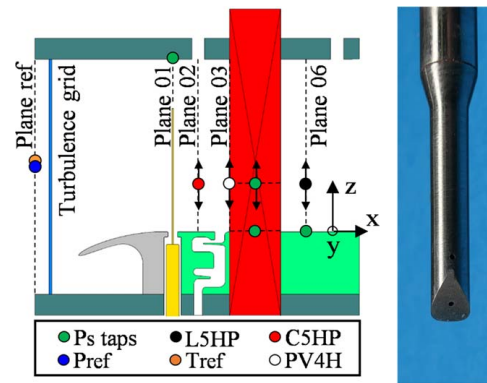 Plane ref
Turbulence grid
Plane 01
Plane 02
Plane 03
Plane 06
z
x
y
Ps taps
L5HP
C5HP
Pref
Tref
PV4H